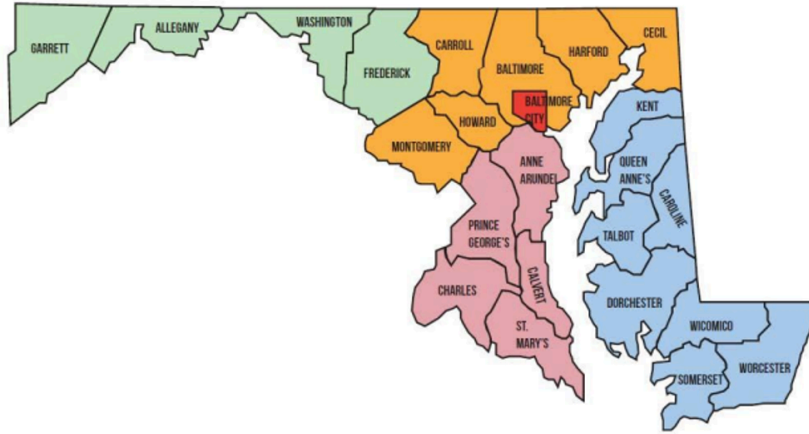 GARRETT
ALLEGANY
WASHINGTON
FREDERICK
CARROLL
BALTIMORE
HARFORD
CECIL
BALTIMORE
CITY
HOWARD
MONTGOMERY
KENT
ANNE
ARUNDEL
QUEEN
ANNE'S
CAROLINE
PRINCE
GEORGE'S
TALBOT
CHARLES
CALVERT
DORCHESTER
ST.
MARY'S
WICOMICO
SOMERSET
WORCESTER